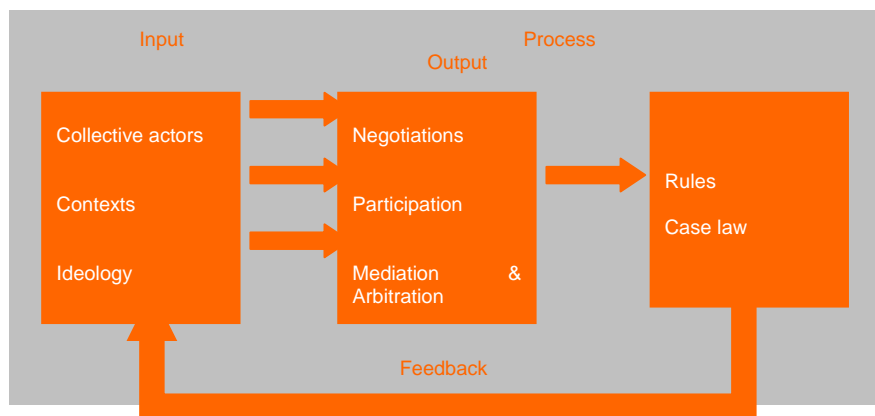 Input Process
Output
Collective actors
Contexts
Ideology
Negotiations
Participation
Mediation &
Arbitration
Rules
Case law
Feedback